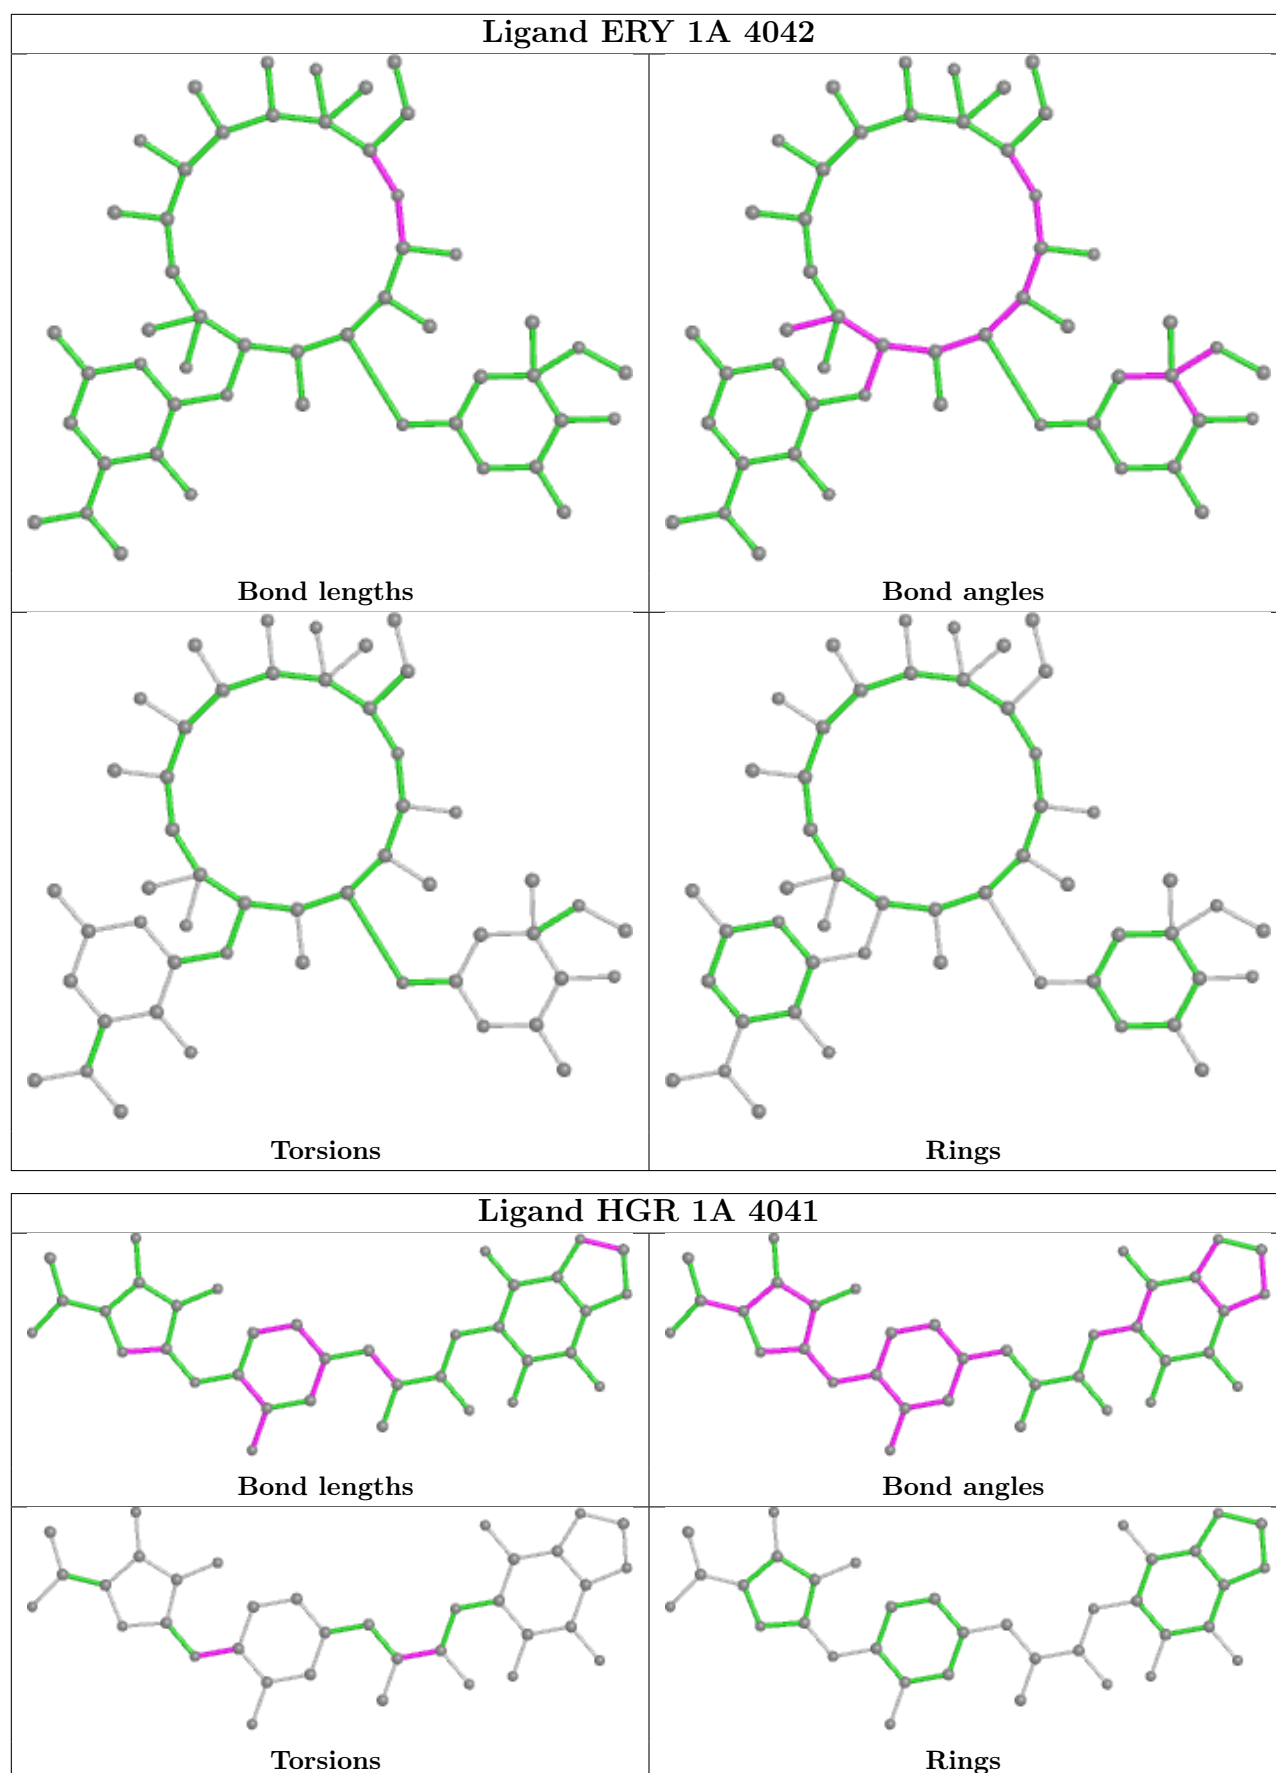 Ligand ERY 1A 4042
Bond lengths
Bond angles
Torsions
Rings
Ligand HGR 1A 4041
Bond lengths
Bond angles
Torsions
Rings